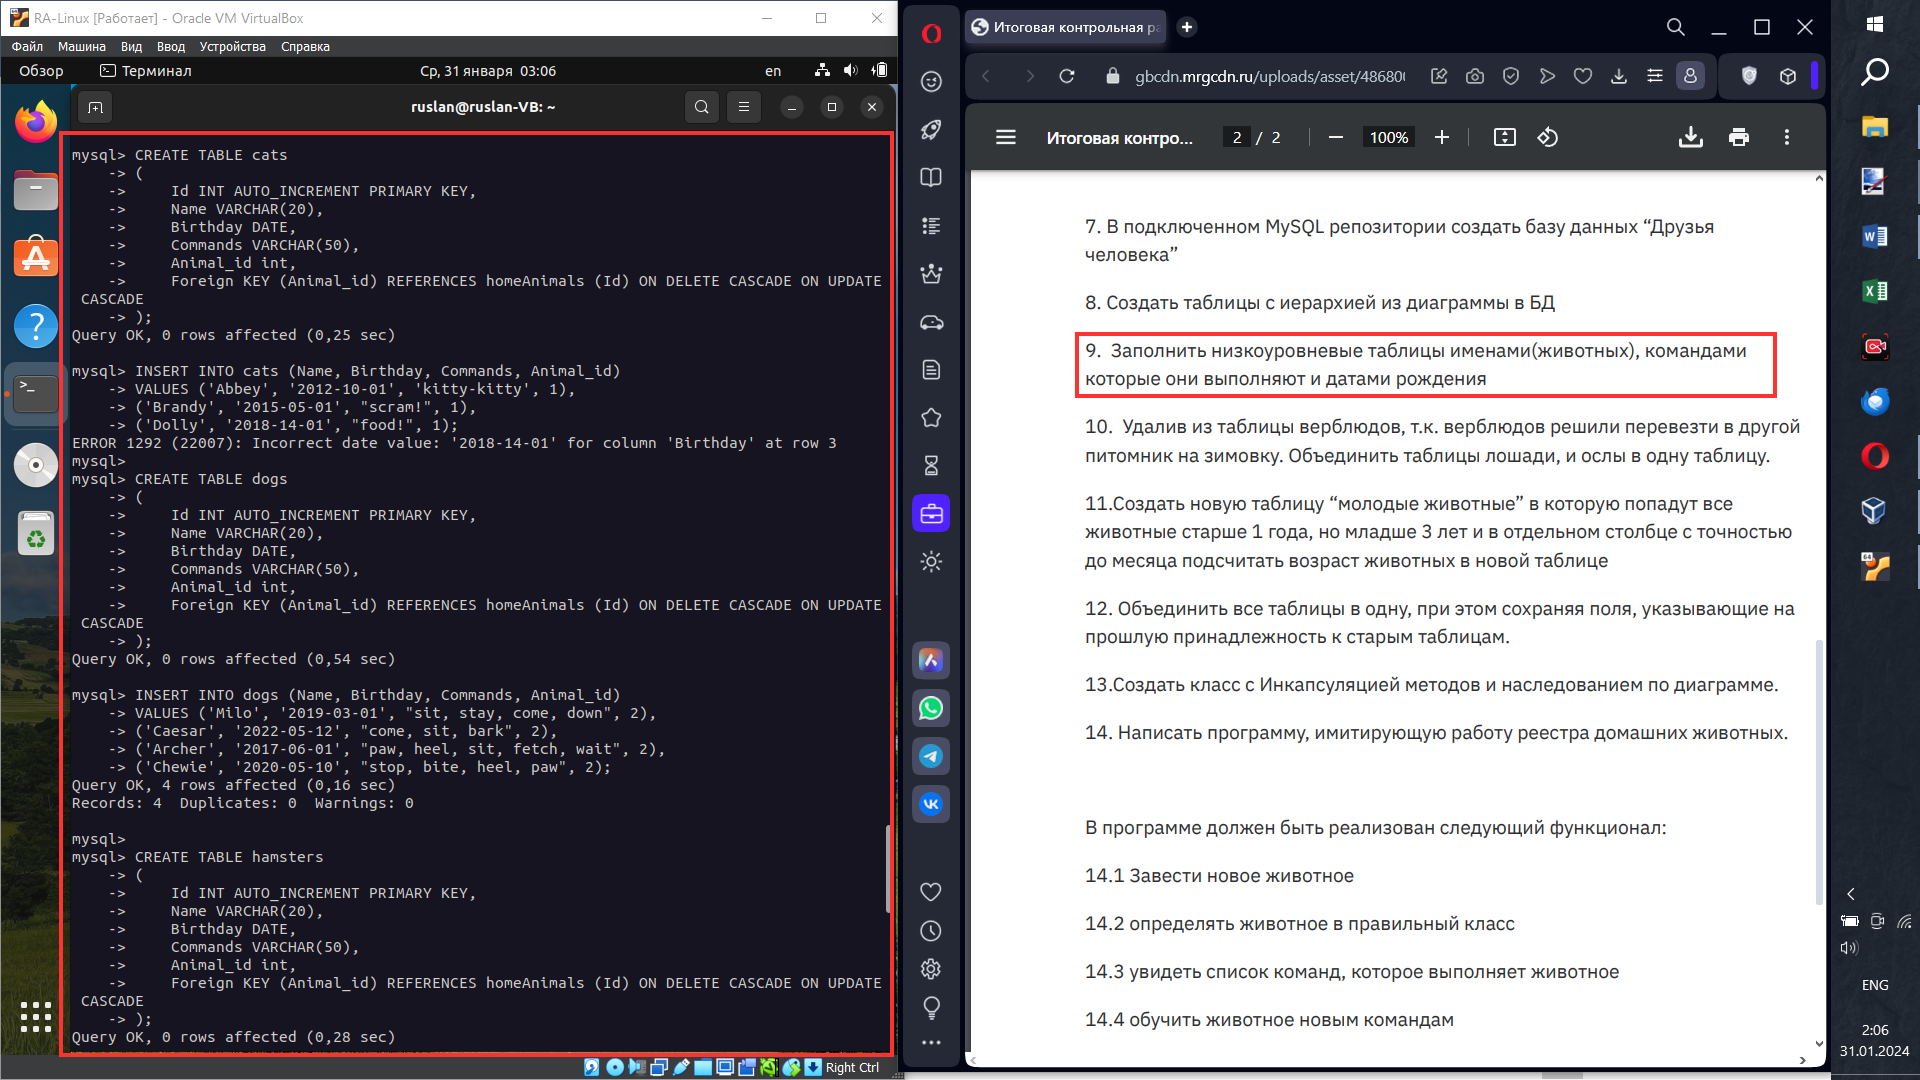 RA-Linux [Работает] - Oracle VM VirtualBox
Файл Машина Вид Ввод Устройства Справка
Обзор Терминал Ср, 31 января 03:06 en
ruslan@ruslan-VB: ~
mysql> CREATE TABLE cats
-> (
-> Id INT AUTO_INCREMENT PRIMARY KEY,
-> Name VARCHAR(20),
-> Birthday DATE,
-> Commands VARCHAR(50),
-> Animal_id int,
-> Foreign KEY (Animal_id) REFERENCES homeAnimals (Id) ON DELETE CASCADE ON UPDATE
CASCADE
-> );
Query OK, 0 rows affected (0,25 sec)
mysql> INSERT INTO cats (Name, Birthday, Commands, Animal_id)
-> VALUES ('Abbey', '2012-10-01', 'kitty-kitty', 1),
-> ('Brandy', '2015-05-01', "scram!", 1),
-> ('Dolly', '2018-14-01', "food!", 1);
ERROR 1292 (22007): Incorrect date value: '2018-14-01' for column 'Birthday' at row 3
mysql>
mysql> CREATE TABLE dogs
-> (
-> Id INT AUTO_INCREMENT PRIMARY KEY,
-> Name VARCHAR(20),
-> Birthday DATE,
-> Commands VARCHAR(50),
-> Animal_id int,
-> Foreign KEY (Animal_id) REFERENCES homeAnimals (Id) ON DELETE CASCADE ON UPDATE
CASCADE
-> );
Query OK, 0 rows affected (0,54 sec)
mysql> INSERT INTO dogs (Name, Birthday, Commands, Animal_id)
-> VALUES ('Milo', '2019-03-01', "sit, stay, come, down", 2),
-> ('Caesar', '2022-05-12', "come, sit, bark", 2),
-> ('Archer', '2017-06-01', "paw, heel, sit, fetch, wait", 2),
-> ('Chewie', '2020-05-10', "stop, bite, heel, paw", 2);
Query OK, 4 rows affected (0,16 sec)
Records: 4 Duplicates: 0 Warnings: 0
mysql>
mysql> CREATE TABLE hamsters
-> (
-> Id INT AUTO_INCREMENT PRIMARY KEY,
-> Name VARCHAR(20),
-> Birthday DATE,
-> Commands VARCHAR(50),
-> Animal_id int,
-> Foreign KEY (Animal_id) REFERENCES homeAnimals (Id) ON DELETE CASCADE ON UPDATE
CASCADE
-> );
Query OK, 0 rows affected (0,28 sec)
Right Ctrl
Итоговая контрольная ра
gbcdn.mrgcdn.ru/uploads/asset/486800
Итоговая контро... 2 / 2 100%
7. В подключенном MySQL репозитории создать базу данных “Друзья
человека”
8. Создать таблицы с иерархией из диаграммы в БД
9. Заполнить низкоуровневые таблицы именами(животных), командами
которые они выполняют и датами рождения
10. Удалив из таблицы верблюдов, т.к. верблюдов решили перевезти в другой
питомник на зимовку. Объединить таблицы лошади, и ослы в одну таблицу.
11.Создать новую таблицу “молодые животные” в которую попадут все
животные старше 1 года, но младше 3 лет и в отдельном столбце с точностью
до месяца подсчитать возраст животных в новой таблице
12. Объединить все таблицы в одну, при этом сохраняя поля, указывающие на
прошлую принадлежность к старым таблицам.
13.Создать класс с Инкапсуляцией методов и наследованием по диаграмме.
14. Написать программу, имитирующую работу реестра домашних животных.
В программе должен быть реализован следующий функционал:
14.1 Завести новое животное
14.2 определять животное в правильный класс
14.3 увидеть список команд, которое выполняет животное
14.4 обучить животное новым командам
ENG
2:06
31.01.2024